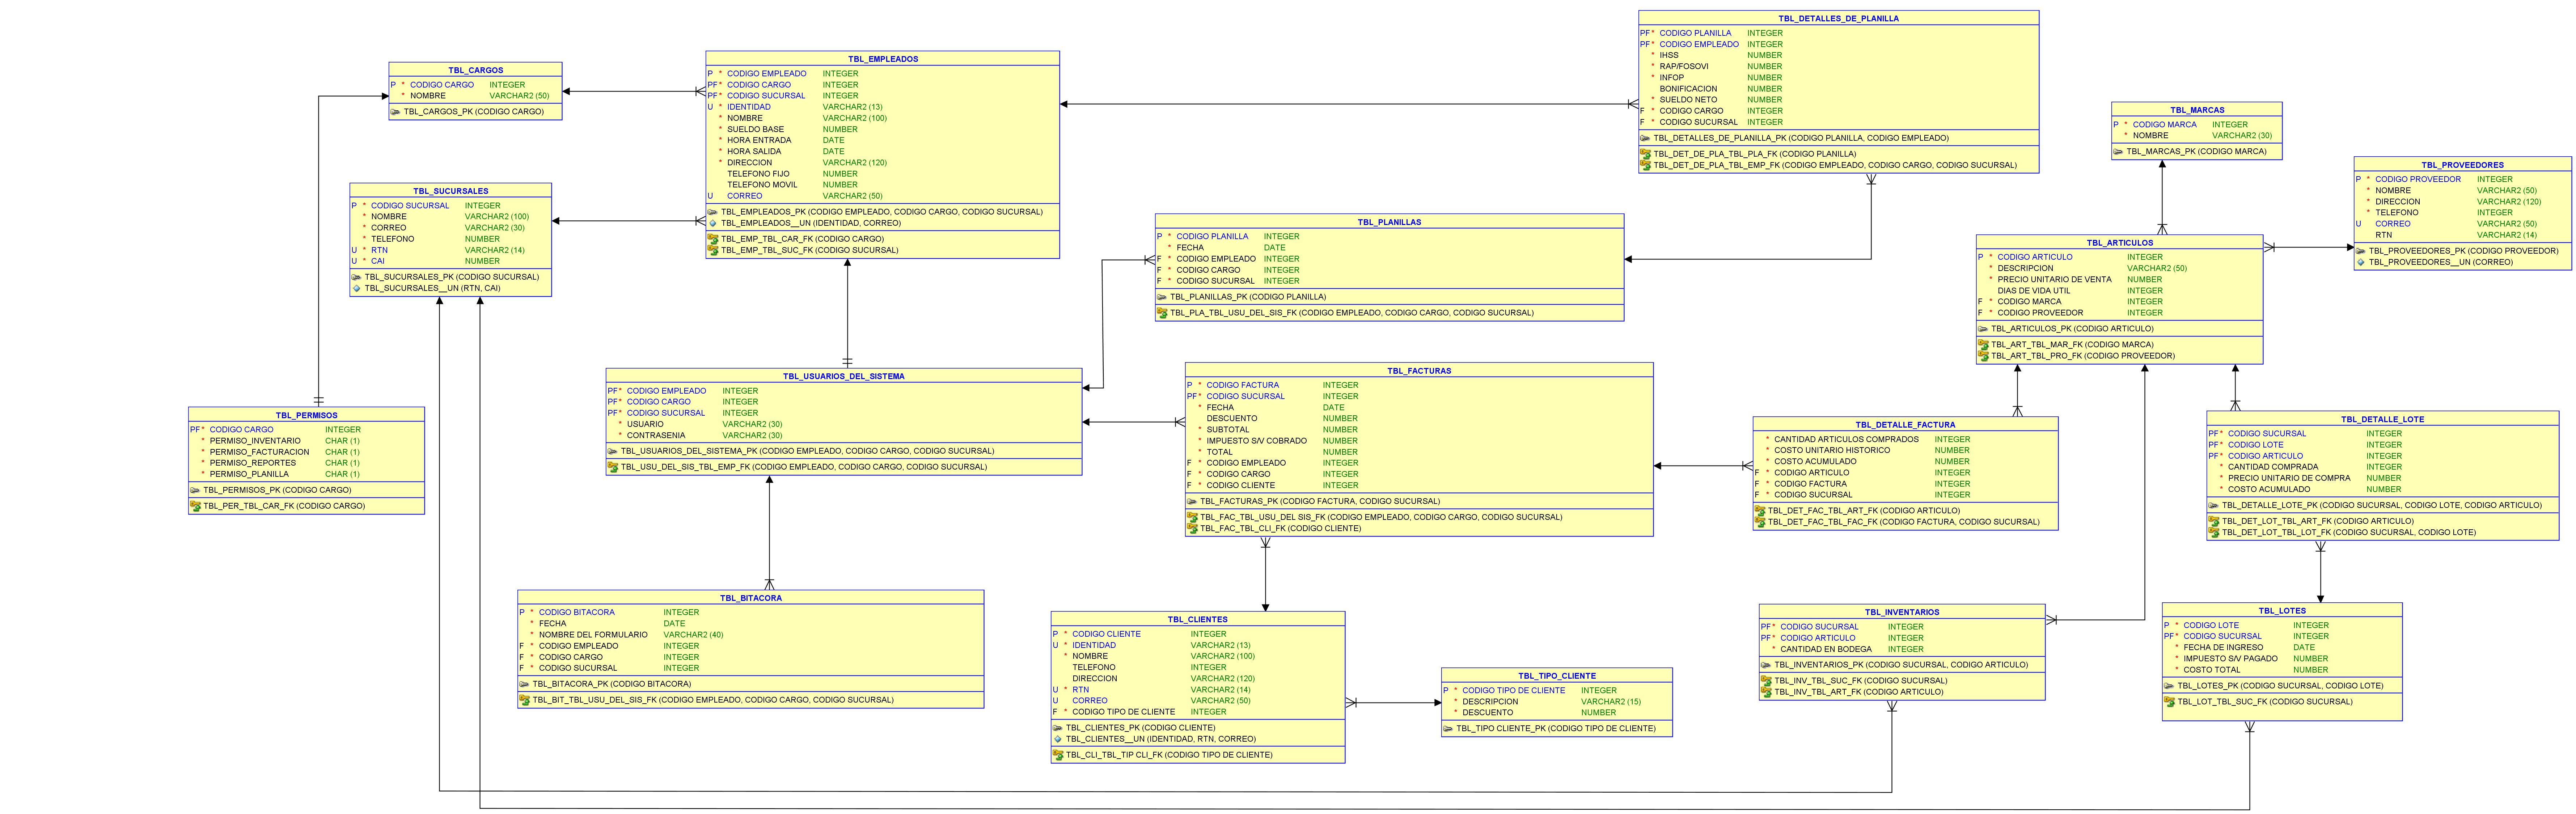 TBL_CARGOS
P * CODIGO CARGO INTEGER
* NOMBRE VARCHAR2 (50)
TBL_CARGOS_PK (CODIGO CARGO)
TBL_SUCURSALES
P * CODIGO SUCURSAL INTEGER
* NOMBRE VARCHAR2 (100)
* CORREO VARCHAR2 (30)
* TELEFONO NUMBER
U * RTN VARCHAR2 (14)
U * CAI NUMBER
TBL_SUCURSALES_PK (CODIGO SUCURSAL)
TBL_SUCURSALES__UN (RTN, CAI)
TBL_PERMISOS
PF* CODIGO CARGO INTEGER
* PERMISO_INVENTARIO CHAR (1)
* PERMISO_FACTURACION CHAR (1)
* PERMISO_REPORTES CHAR (1)
* PERMISO_PLANILLA CHAR (1)
TBL_PERMISOS_PK (CODIGO CARGO)
TBL_PER_TBL_CAR_FK (CODIGO CARGO)
TBL_EMPLEADOS
P * CODIGO EMPLEADO INTEGER
PF* CODIGO CARGO INTEGER
PF* CODIGO SUCURSAL INTEGER
U * IDENTIDAD VARCHAR2 (13)
* NOMBRE VARCHAR2 (100)
* SUELDO BASE NUMBER
* HORA ENTRADA DATE
* HORA SALIDA DATE
* DIRECCION VARCHAR2 (120)
TELEFONO FIJO NUMBER
TELEFONO MOVIL NUMBER
U CORREO VARCHAR2 (50)
TBL_EMPLEADOS_PK (CODIGO EMPLEADO, CODIGO CARGO, CODIGO SUCURSAL)
TBL_EMPLEADOS__UN (IDENTIDAD, CORREO)
TBL_EMP_TBL_CAR_FK (CODIGO CARGO)
TBL_EMP_TBL_SUC_FK (CODIGO SUCURSAL)
TBL_USUARIOS_DEL_SISTEMA
PF* CODIGO EMPLEADO INTEGER
PF* CODIGO CARGO INTEGER
PF* CODIGO SUCURSAL INTEGER
* USUARIO VARCHAR2 (30)
* CONTRASENIA VARCHAR2 (30)
TBL_USUARIOS_DEL_SISTEMA_PK (CODIGO EMPLEADO, CODIGO CARGO, CODIGO SUCURSAL)
TBL_USU_DEL_SIS_TBL_EMP_FK (CODIGO EMPLEADO, CODIGO CARGO, CODIGO SUCURSAL)
TBL_BITACORA
P * CODIGO BITACORA INTEGER
* FECHA DATE
* NOMBRE DEL FORMULARIO VARCHAR2 (40)
F * CODIGO EMPLEADO INTEGER
F * CODIGO CARGO INTEGER
F * CODIGO SUCURSAL INTEGER
TBL_BITACORA_PK (CODIGO BITACORA)
TBL_BIT_TBL_USU_DEL_SIS_FK (CODIGO EMPLEADO, CODIGO CARGO, CODIGO SUCURSAL)
TBL_DETALLES_DE_PLANILLA
PF* CODIGO PLANILLA INTEGER
PF* CODIGO EMPLEADO INTEGER
* IHSS NUMBER
* RAP/FOSOVI NUMBER
* INFOP NUMBER
BONIFICACION NUMBER
* SUELDO NETO NUMBER
F * CODIGO CARGO INTEGER
F * CODIGO SUCURSAL INTEGER
TBL_DETALLES_DE_PLANILLA_PK (CODIGO PLANILLA, CODIGO EMPLEADO)
TBL_DET_DE_PLA_TBL_PLA_FK (CODIGO PLANILLA)
TBL_DET_DE_PLA_TBL_EMP_FK (CODIGO EMPLEADO, CODIGO CARGO, CODIGO SUCURSAL)
TBL_PLANILLAS
P * CODIGO PLANILLA INTEGER
* FECHA DATE
F * CODIGO EMPLEADO INTEGER
F * CODIGO CARGO INTEGER
F * CODIGO SUCURSAL INTEGER
TBL_PLANILLAS_PK (CODIGO PLANILLA)
TBL_PLA_TBL_USU_DEL_SIS_FK (CODIGO EMPLEADO, CODIGO CARGO, CODIGO SUCURSAL)
TBL_FACTURAS
P * CODIGO FACTURA INTEGER
PF* CODIGO SUCURSAL INTEGER
* FECHA DATE
DESCUENTO NUMBER
* SUBTOTAL NUMBER
* IMPUESTO S/V COBRADO NUMBER
* TOTAL NUMBER
F * CODIGO EMPLEADO INTEGER
F * CODIGO CARGO INTEGER
F * CODIGO CLIENTE INTEGER
TBL_FACTURAS_PK (CODIGO FACTURA, CODIGO SUCURSAL)
TBL_FAC_TBL_USU_DEL SIS_FK (CODIGO EMPLEADO, CODIGO CARGO, CODIGO SUCURSAL)
TBL_FAC_TBL_CLI_FK (CODIGO CLIENTE)
TBL_CLIENTES
P * CODIGO CLIENTE INTEGER
U * IDENTIDAD VARCHAR2 (13)
* NOMBRE VARCHAR2 (100)
TELEFONO INTEGER
DIRECCION VARCHAR2 (120)
U * RTN VARCHAR2 (14)
U CORREO VARCHAR2 (50)
F * CODIGO TIPO DE CLIENTE INTEGER
TBL_CLIENTES_PK (CODIGO CLIENTE)
TBL_CLIENTES__UN (IDENTIDAD, RTN, CORREO)
TBL_CLI_TBL_TIP CLI_FK (CODIGO TIPO DE CLIENTE)
TBL_TIPO_CLIENTE
P * CODIGO TIPO DE CLIENTE INTEGER
* DESCRIPCION VARCHAR2 (15)
* DESCUENTO NUMBER
TBL_TIPO CLIENTE_PK (CODIGO TIPO DE CLIENTE)
TBL_MARCAS
P * CODIGO MARCA INTEGER
* NOMBRE VARCHAR2 (30)
TBL_MARCAS_PK (CODIGO MARCA)
TBL_PROVEEDORES
P * CODIGO PROVEEDOR INTEGER
* NOMBRE VARCHAR2 (50)
* DIRECCION VARCHAR2 (120)
* TELEFONO INTEGER
U CORREO VARCHAR2 (50)
RTN VARCHAR2 (14)
TBL_PROVEEDORES_PK (CODIGO PROVEEDOR)
TBL_PROVEEDORES__UN (CORREO)
TBL_ARTICULOS
P * CODIGO ARTICULO INTEGER
* DESCRIPCION VARCHAR2 (50)
* PRECIO UNITARIO DE VENTA NUMBER
DIAS DE VIDA UTIL INTEGER
F * CODIGO MARCA INTEGER
F * CODIGO PROVEEDOR INTEGER
TBL_ARTICULOS_PK (CODIGO ARTICULO)
TBL_ART_TBL_MAR_FK (CODIGO MARCA)
TBL_ART_TBL_PRO_FK (CODIGO PROVEEDOR)
TBL_DETALLE_FACTURA
* CANTIDAD ARTICULOS COMPRADOS INTEGER
* COSTO UNITARIO HISTORICO NUMBER
* COSTO ACUMULADO NUMBER
F * CODIGO ARTICULO INTEGER
F * CODIGO FACTURA INTEGER
F * CODIGO SUCURSAL INTEGER
TBL_DET_FAC_TBL_ART_FK (CODIGO ARTICULO)
TBL_DET_FAC_TBL_FAC_FK (CODIGO FACTURA, CODIGO SUCURSAL)
TBL_DETALLE_LOTE
PF* CODIGO SUCURSAL INTEGER
PF* CODIGO LOTE INTEGER
PF* CODIGO ARTICULO INTEGER
* CANTIDAD COMPRADA INTEGER
* PRECIO UNITARIO DE COMPRA NUMBER
* COSTO ACUMULADO NUMBER
TBL_DETALLE_LOTE_PK (CODIGO SUCURSAL, CODIGO LOTE, CODIGO ARTICULO)
TBL_DET_LOT_TBL_ART_FK (CODIGO ARTICULO)
TBL_DET_LOT_TBL_LOT_FK (CODIGO SUCURSAL, CODIGO LOTE)
TBL_INVENTARIOS
PF* CODIGO SUCURSAL INTEGER
PF* CODIGO ARTICULO INTEGER
* CANTIDAD EN BODEGA INTEGER
TBL_INVENTARIOS_PK (CODIGO SUCURSAL, CODIGO ARTICULO)
TBL_INV_TBL_SUC_FK (CODIGO SUCURSAL)
TBL_INV_TBL_ART_FK (CODIGO ARTICULO)
TBL_LOTES
P * CODIGO LOTE INTEGER
PF* CODIGO SUCURSAL INTEGER
* FECHA DE INGRESO DATE
* IMPUESTO S/V PAGADO NUMBER
* COSTO TOTAL NUMBER
TBL_LOTES_PK (CODIGO SUCURSAL, CODIGO LOTE)
TBL_LOT_TBL_SUC_FK (CODIGO SUCURSAL)